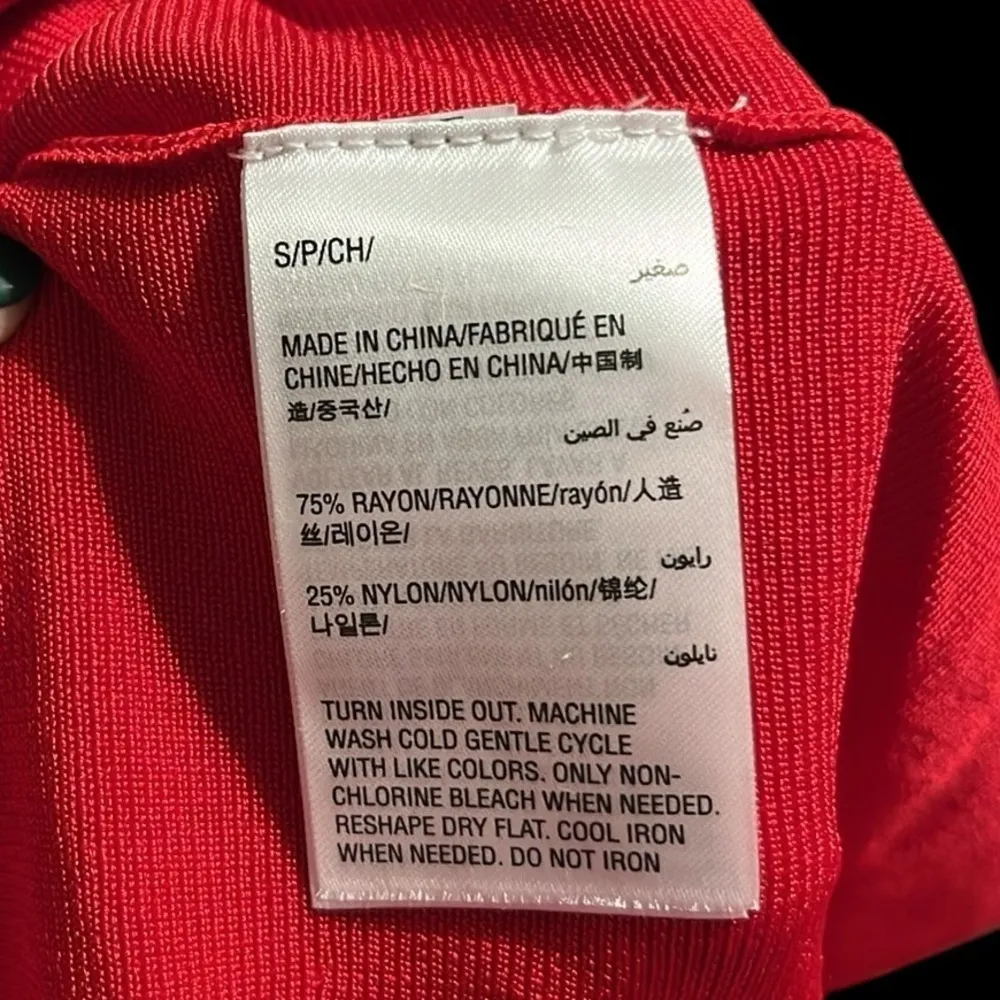 S/P/CH/
صغير
MADE IN CHINA/FABRIQUÉ EN
CHINE/HECHO EN CHINA/中国制
造/중국산/
صُنع في الصين
75% RAYON/RAYONNE/rayón/人造
丝/레이온/
رايون
25% NYLON/NYLON/nilón/锦纶/
나일론/
نايلون
TURN INSIDE OUT. MACHINE
WASH COLD GENTLE CYCLE
WITH LIKE COLORS. ONLY NON-
CHLORINE BLEACH WHEN NEEDED.
RESHAPE DRY FLAT. COOL IRON
WHEN NEEDED. DO NOT IRON